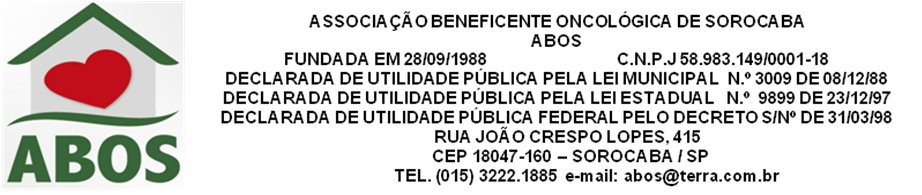 ABOS
ASSOCIAÇÃO BENEFICENTE ONCOLÓGICA DE SOROCABA
ABOS
FUNDADA EM 28/09/1988 C.N.P.J 58.983.149/0001-18
DECLARADA DE UTILIDADE PÚBLICA PELA LEI MUNICIPAL N.º 3009 DE 08/12/88
DECLARADA DE UTILIDADE PÚBLICA PELA LEI ESTADUAL N.º 9899 DE 23/12/97
DECLARADA DE UTILIDADE PÚBLICA FEDERAL PELO DECRETO S/Nº DE 31/03/98
RUA JOÃO CRESPO LOPES, 415
CEP 18047-160 – SOROCABA / SP
TEL. (015) 3222.1885 e-mail: abos@terra.com.br